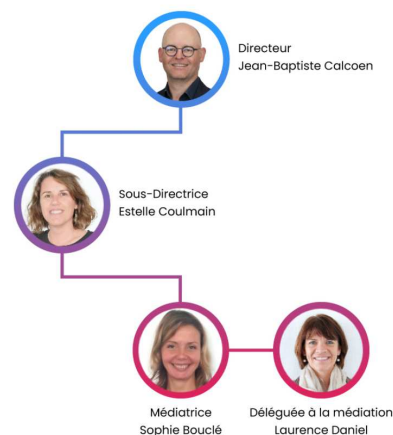 Directeur
Jean-Baptiste Calcoen
Sous-Directrice
Estelle Coulmain
Médiatrice
Sophie Bouclé
Déléguée à la médiation
Laurence Daniel